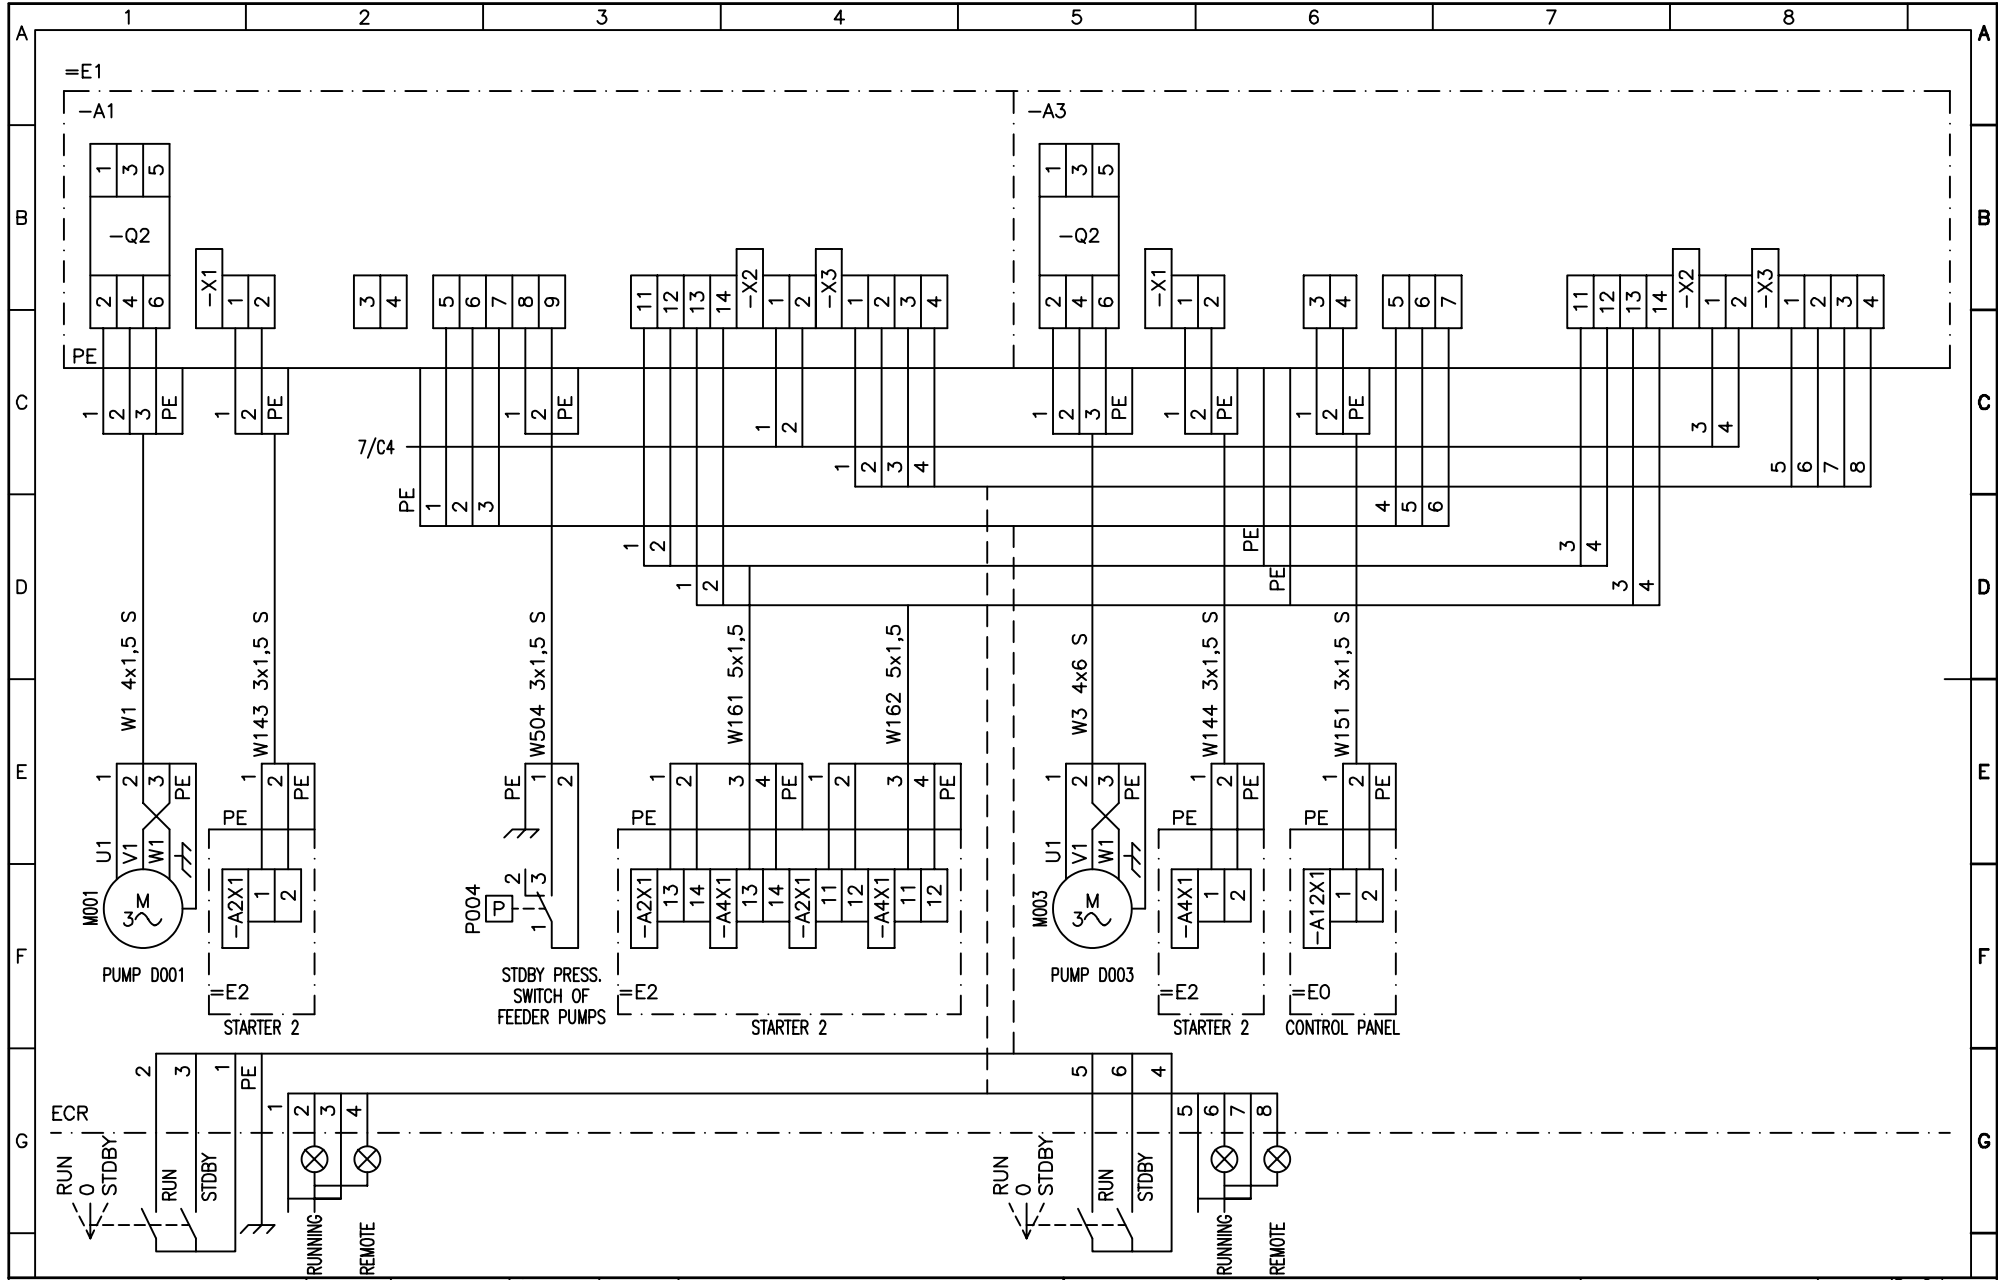 1 2 3 4 5 6 7 8
A A
=E1
-A1 -A3
1 3 5 1 3 5
B -Q2 -Q2 B
-X1 -X2 -X3 -X1 -X2 -X3
2 4 6 1 2 3 4 5 6 7 8 9 11 12 13 14 1 2 1 2 3 4 2 4 6 1 2 3 4 5 6 7 11 12 13 14 1 2 1 2 3 4
PE
C C
1 2 3 PE 1 2 PE 1 2 PE 1 2 1 2 3 PE 1 2 PE 1 2 PE 3 4
7/C4
1 2 3 4 5 6 7 8
PE 1 2 3 4 5 6
1 2 PE 3 4
D 1 2 PE 3 4 D
W1 4x1,5 S
W143 3x1,5 S
W504 3x1,5 S
W161 5x1,5
W162 5x1,5
W3 4x6 S
W144 3x1,5 S
W151 3x1,5 S
E E
1 2 3 PE 1 2 PE PE 1 2 1 2 3 4 PE 1 2 3 4 PE 1 2 3 PE 1 2 PE 1 2 PE
PE PE PE PE
U1 V1 W1 U1 V1 W1
M001 M 3 -A2X1 1 2 P004 P 2 3 1 -A2X1 13 14 -A4X1 13 14 -A2X1 11 12 -A4X1 11 12 M003 M 3 -A4X1 1 2 -A12X1 1 2
F F
PUMP D001 STDBY PRESS. PUMP D003
SWITCH OF
=E2 =E2 =E2 =E0
FEEDER PUMPS
STARTER 2 STARTER 2 STARTER 2 CONTROL PANEL
2 3 1 PE 5 6 4
1 2 3 4 5 6 7 8
ECR
G G
RUN 0 STDBY RUN STDBY RUN 0 STDBY RUN STDBY
RUNNING REMOTE RUNNING REMOTE